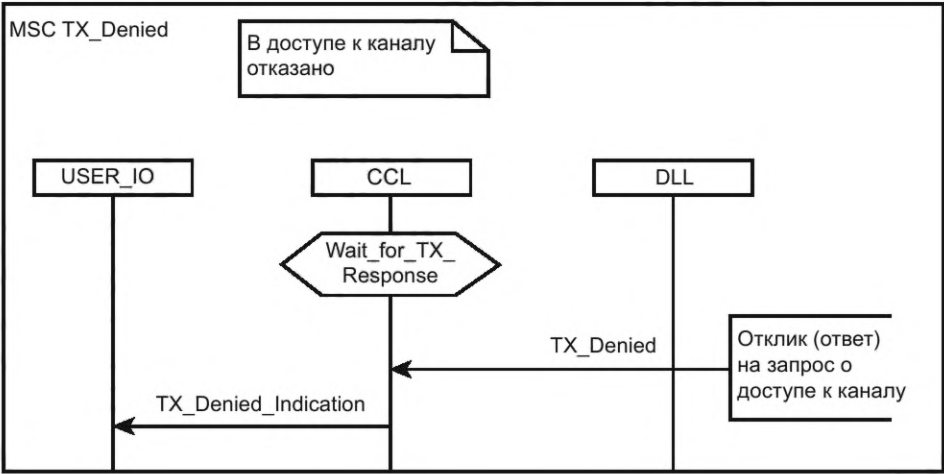 MSC TX_Denied
В доступе к каналу
отказано
USER_IO
CCL
DLL
Wait_for_TX_
Response
TX_Denied
Отклик (ответ)
на запрос о
доступе к каналу
TX_Denied_Indication